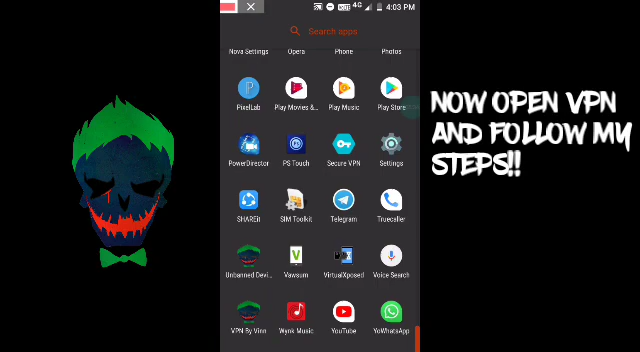 4G 4:03 PM
Search apps
Nova Settings Opera Phone Photos
PixelLab Play Movies &... Play Music Play Store
PowerDirector PS Touch Secure VPN Settings
SHAREit SIM Toolkit Telegram Truecaller
Unbanned Devi... Vawsum VirtualXposed Voice Search
VPN By Vinn Wynk Music YouTube YoWhatsApp
NOW OPEN VPN
AND FOLLOW MY
STEPS!!